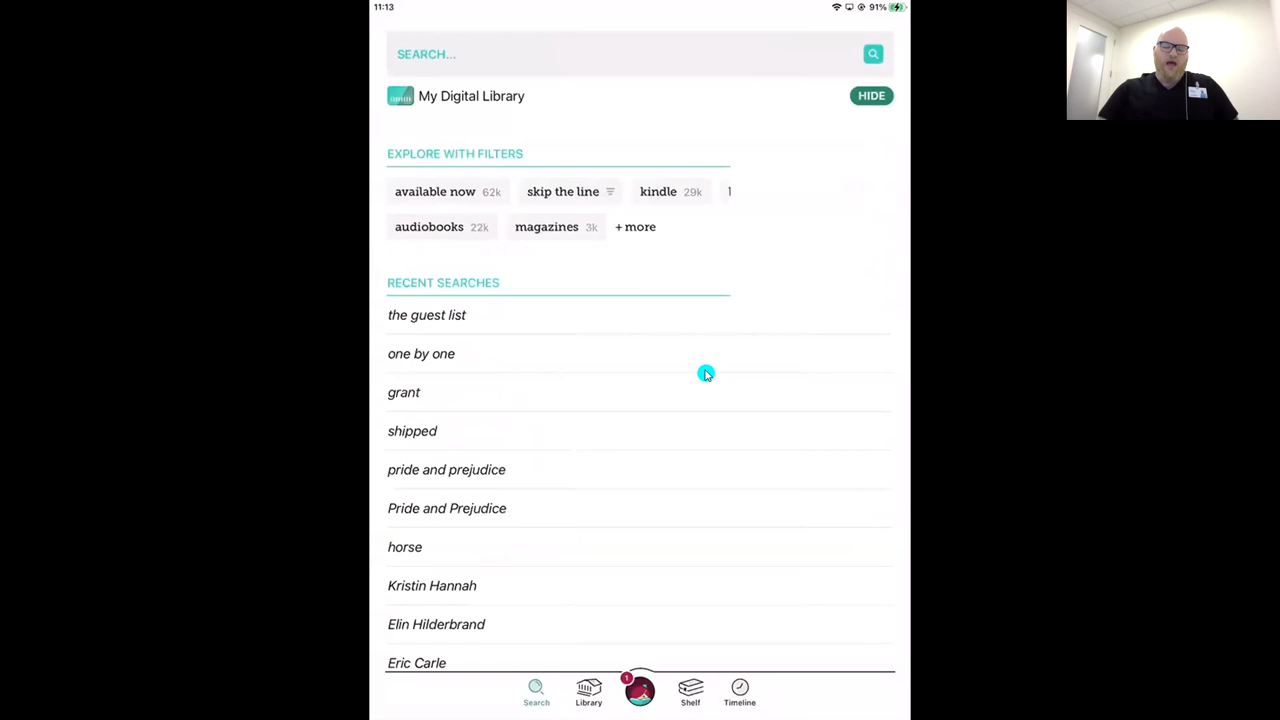 11:13
91%
SEARCH...
My Digital Library
HIDE
EXPLORE WITH FILTERS
available now 62k skip the line kindle 29k
audiobooks 22k magazines 3k + more
RECENT SEARCHES
the guest list
one by one
grant
shipped
pride and prejudice
Pride and Prejudice
horse
Kristin Hannah
Elin Hilderbrand
Eric Carle
1
Search Library Shelf Timeline